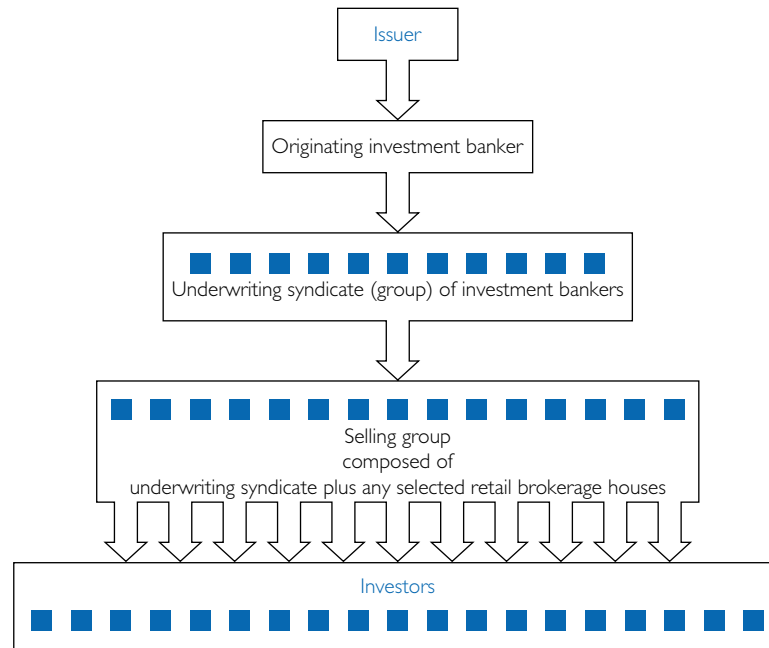 Issuer
Originating investment banker
Underwriting syndicate (group) of investment bankers
Selling group
composed of
underwriting syndicate plus any selected retail brokerage houses
Investors